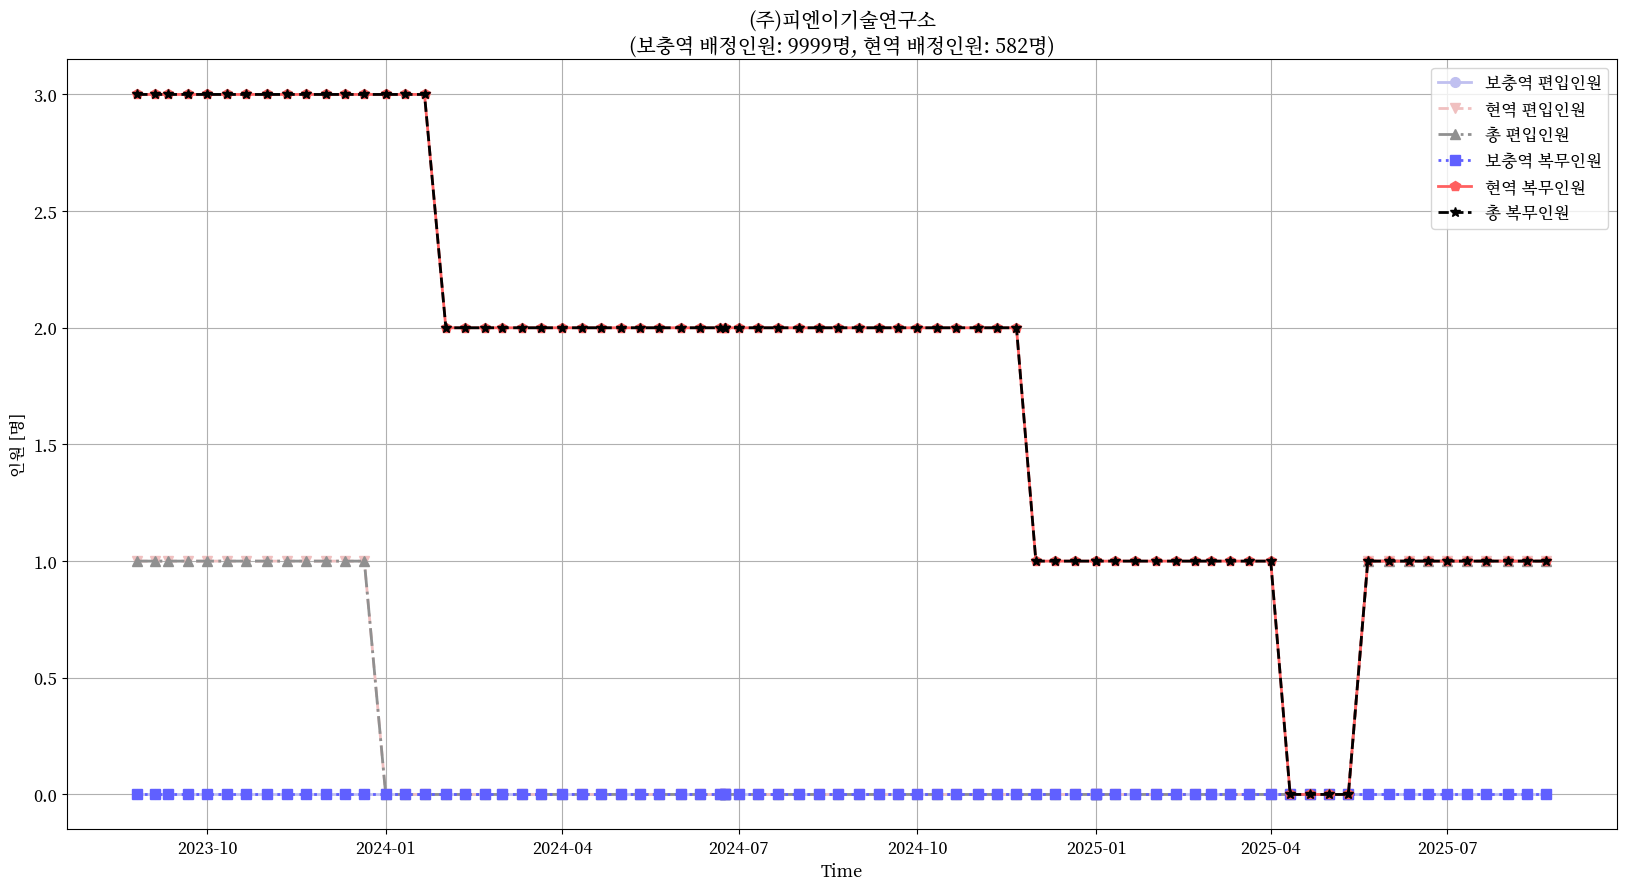 (주)피엔이기술연구소
(보충역 배정인원: 9999명, 현역 배정인원: 582명)
보충역 편입인원
현역 편입인원
총 편입인원
보충역 복무인원
현역 복무인원
총 복무인원
3.0
2.5
2.0
1.5
1.0
0.5
0.0
인원 [명]
2023-10 2024-01 2024-04 2024-07 2024-10 2025-01 2025-04 2025-07
Time